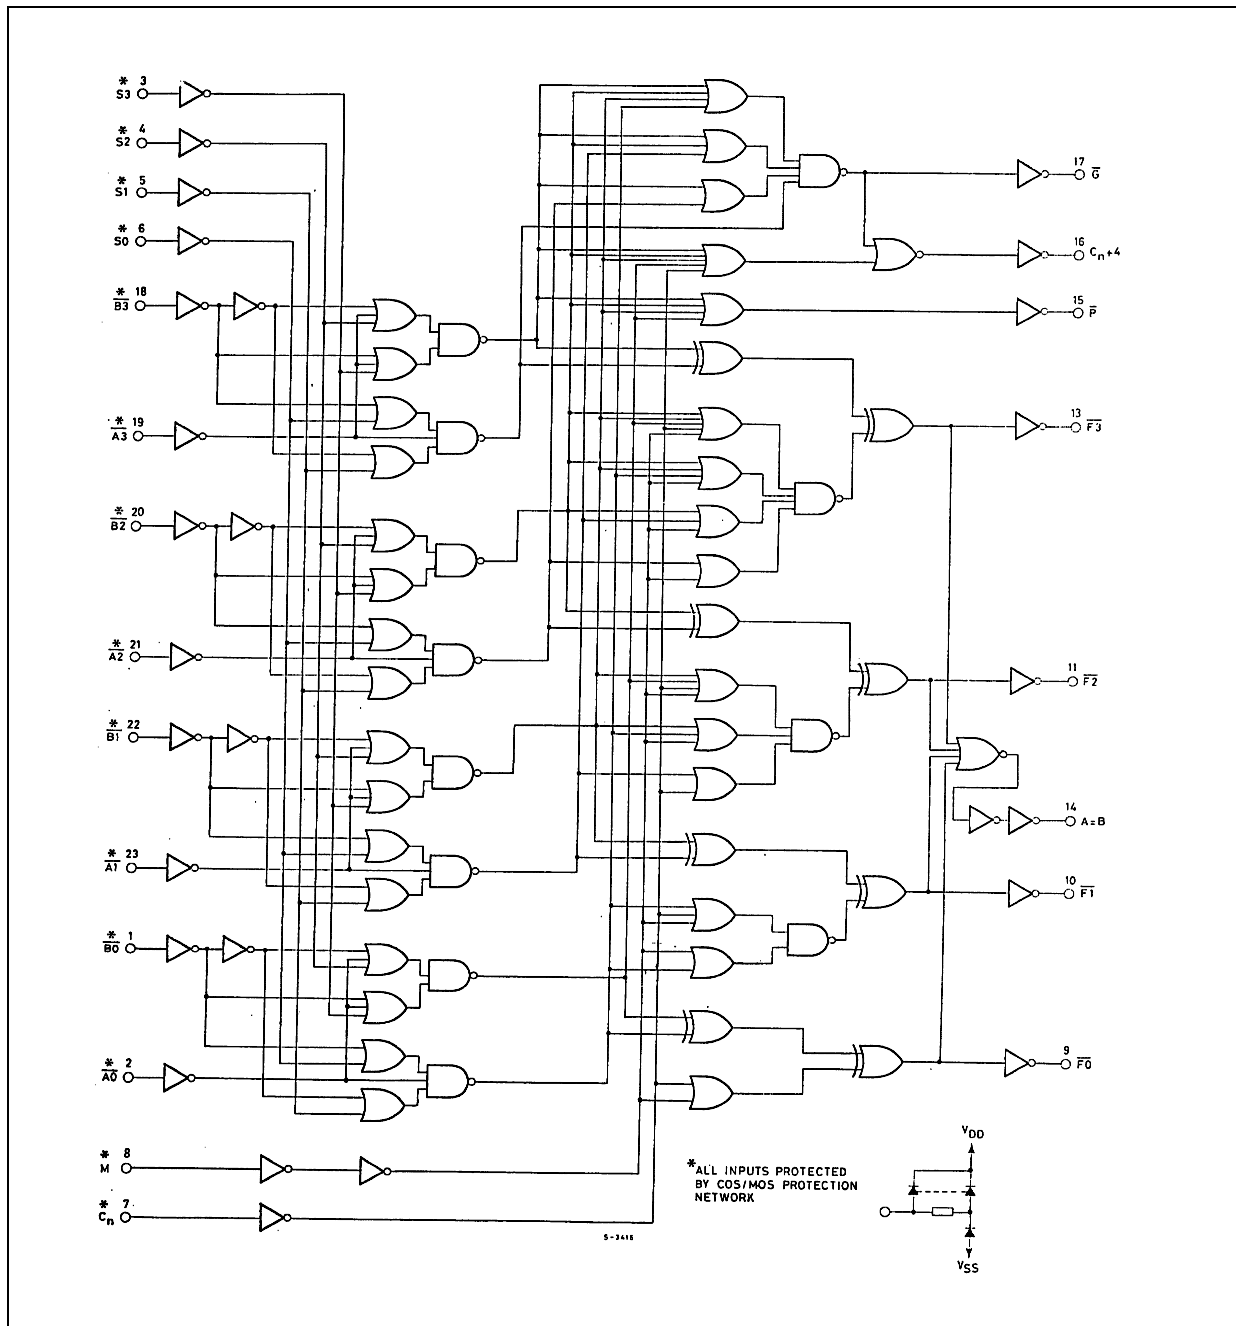 * 3
S3
* 4
S2
* 5
S1
* 6
S0
* 18
B3
* 19
A3
* 20
B2
* 21
A2
* 22
B1
* 23
A1
* 1
B0
* 2
A0
* 8
M
* 7
Cn
17 G
16 Cn+4
15 P
13 F3
11 F2
14 A=B
10 F1
9 F0
*ALL INPUTS PROTECTED
BY COS/MOS PROTECTION
NETWORK
VDD
VSS
S-3416